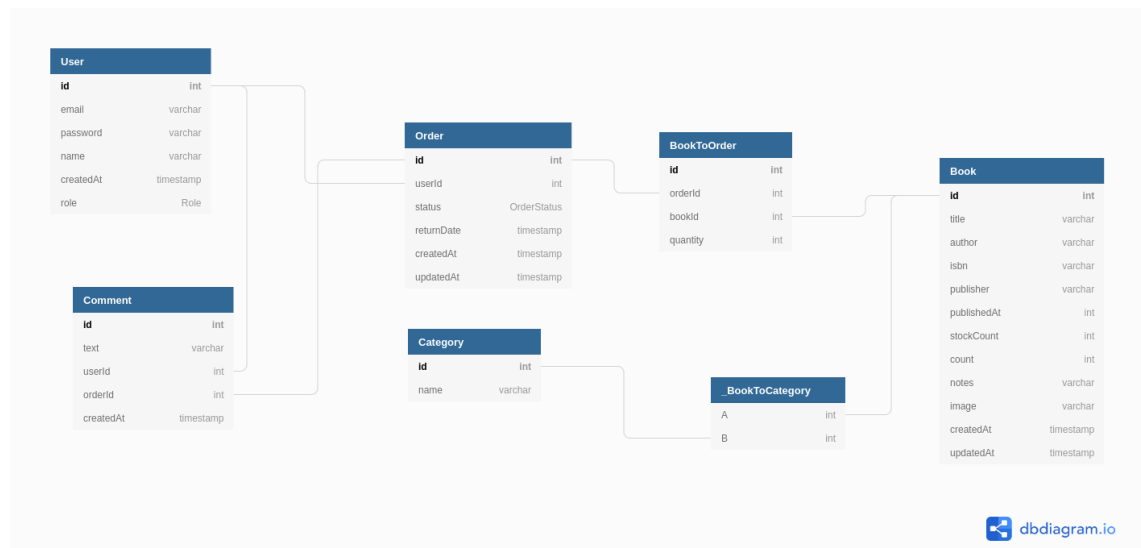 User
id int
email varchar
password varchar
name varchar
createdAt timestamp
role Role
Comment
id int
text varchar
userId int
orderId int
createdAt timestamp
Order
id int
userId int
status OrderStatus
returnDate timestamp
createdAt timestamp
updatedAt timestamp
Category
id int
name varchar
BookToOrder
id int
orderId int
bookId int
quantity int
_BookToCategory
A int
B int
Book
id int
title varchar
author varchar
isbn varchar
publisher varchar
publishedAt int
stockCount int
count int
notes varchar
image varchar
createdAt timestamp
updatedAt timestamp
dbdiagram.io